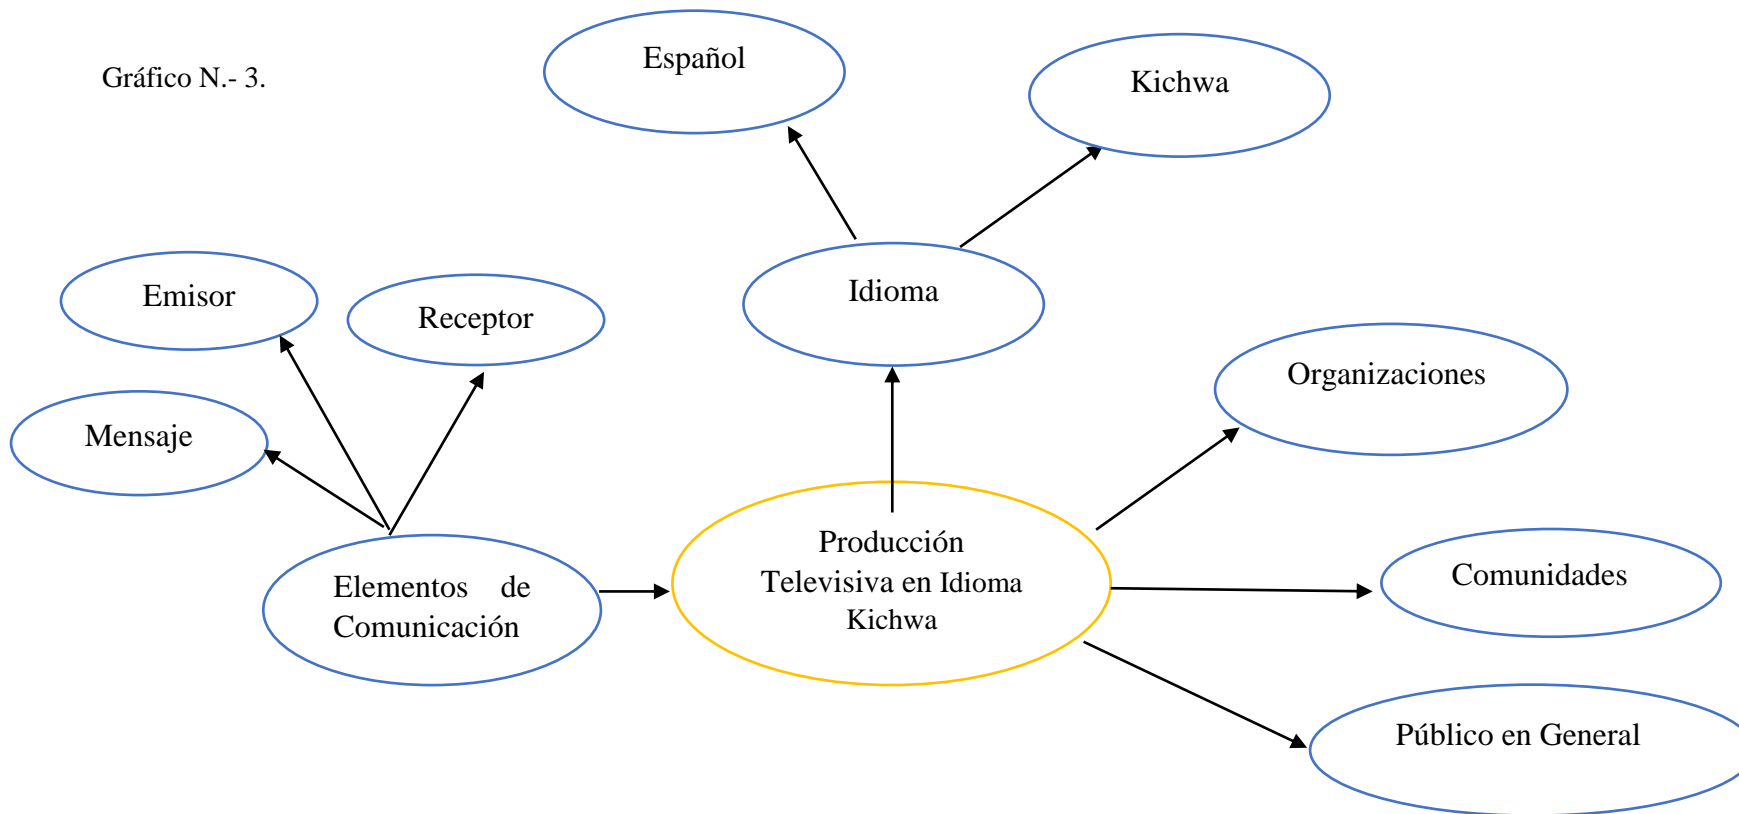 Español
Kichwa
Gráfico N.- 3.
Idioma
Emisor
Receptor
Organizaciones
Mensaje
Producción
Televisiva en Idioma
Kichwa
Comunidades
Elementos de
Comunicación
Público en General